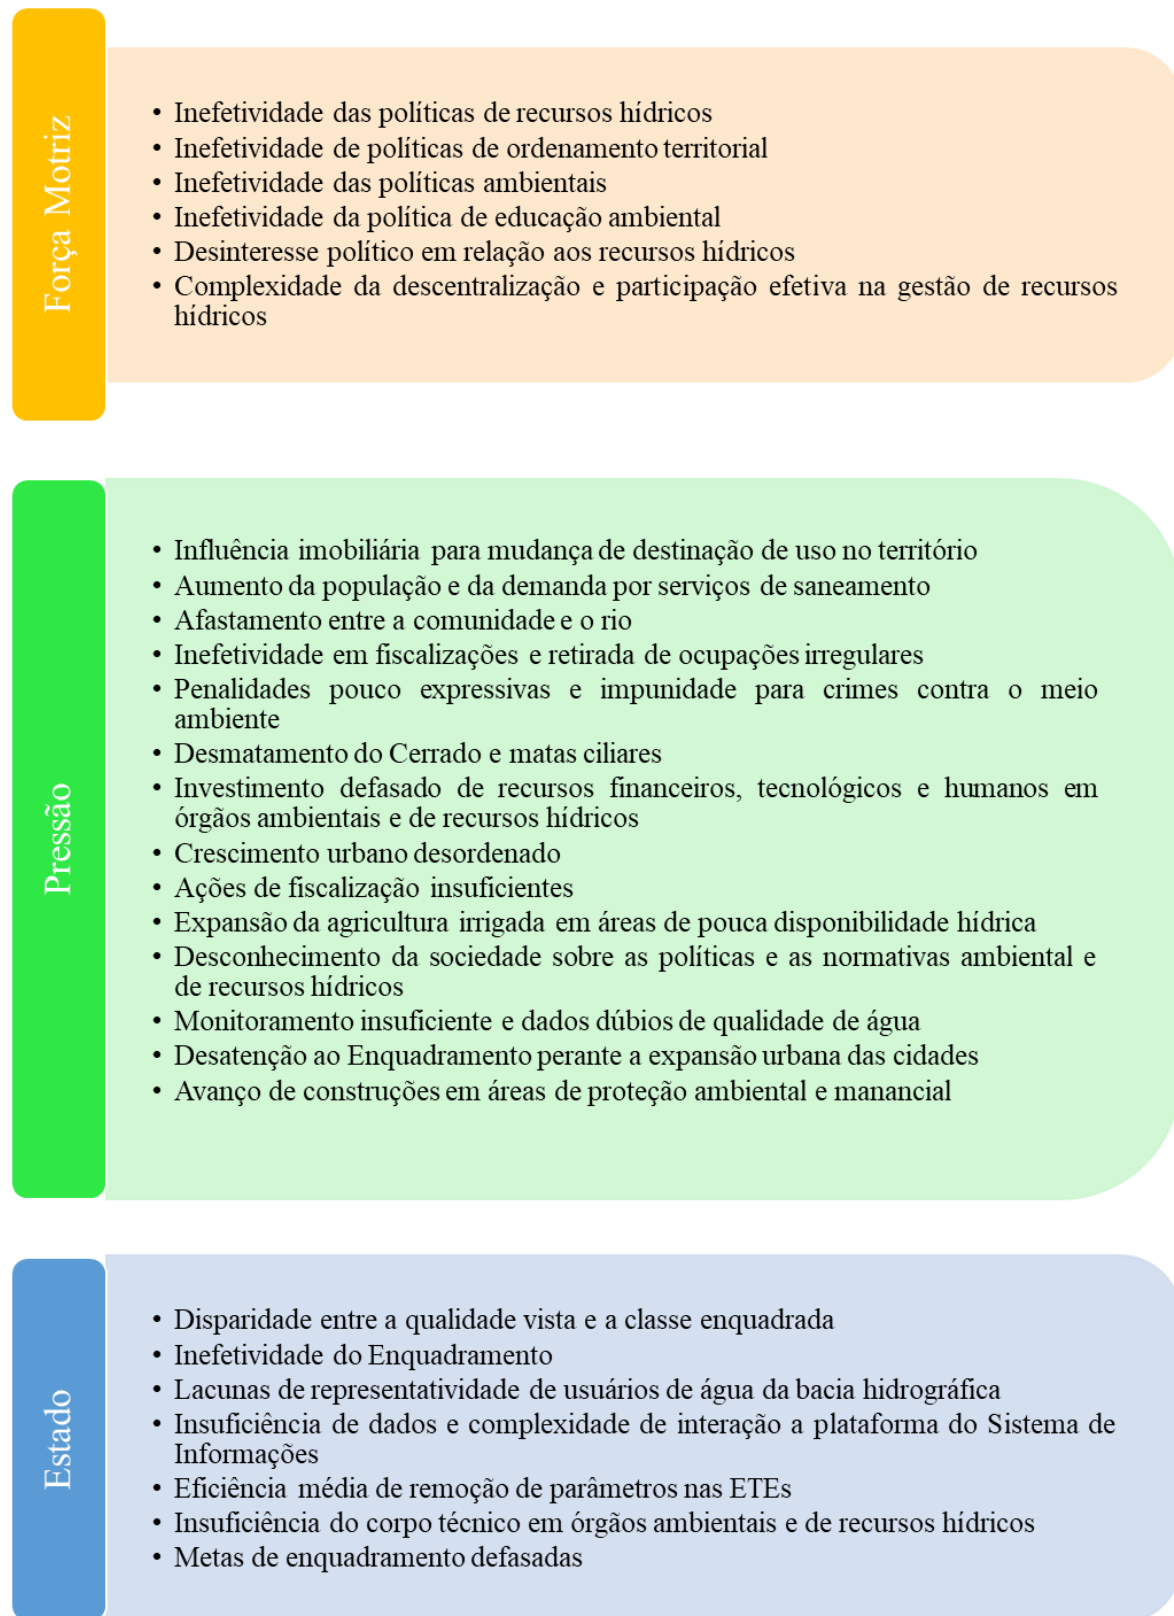 Força Motriz
• Inefetividade das políticas de recursos hídricos
• Inefetividade de políticas de ordenamento territorial
• Inefetividade das políticas ambientais
• Inefetividade da política de educação ambiental
• Desinteresse político em relação aos recursos hídricos
• Complexidade da descentralização e participação efetiva na gestão de recursos
hídricos
Pressão
• Influência imobiliária para mudança de destinação de uso no território
• Aumento da população e da demanda por serviços de saneamento
• Afastamento entre a comunidade e o rio
• Inefetividade em fiscalizações e retirada de ocupações irregulares
• Penalidades pouco expressivas e impunidade para crimes contra o meio
ambiente
• Desmatamento do Cerrado e matas ciliares
• Investimento defasado de recursos financeiros, tecnológicos e humanos em
órgãos ambientais e de recursos hídricos
• Crescimento urbano desordenado
• Ações de fiscalização insuficientes
• Expansão da agricultura irrigada em áreas de pouca disponibilidade hídrica
• Desconhecimento da sociedade sobre as políticas e as normativas ambiental e
de recursos hídricos
• Monitoramento insuficiente e dados dúbios de qualidade de água
• Desatenção ao Enquadramento perante a expansão urbana das cidades
• Avanço de construções em áreas de proteção ambiental e manancial
Estado
• Disparidade entre a qualidade vista e a classe enquadrada
• Inefetividade do Enquadramento
• Lacunas de representatividade de usuários de água da bacia hidrográfica
• Insuficiência de dados e complexidade de interação a plataforma do Sistema de
Informações
• Eficiência média de remoção de parâmetros nas ETEs
• Insuficiência do corpo técnico em órgãos ambientais e de recursos hídricos
• Metas de enquadramento defasadas